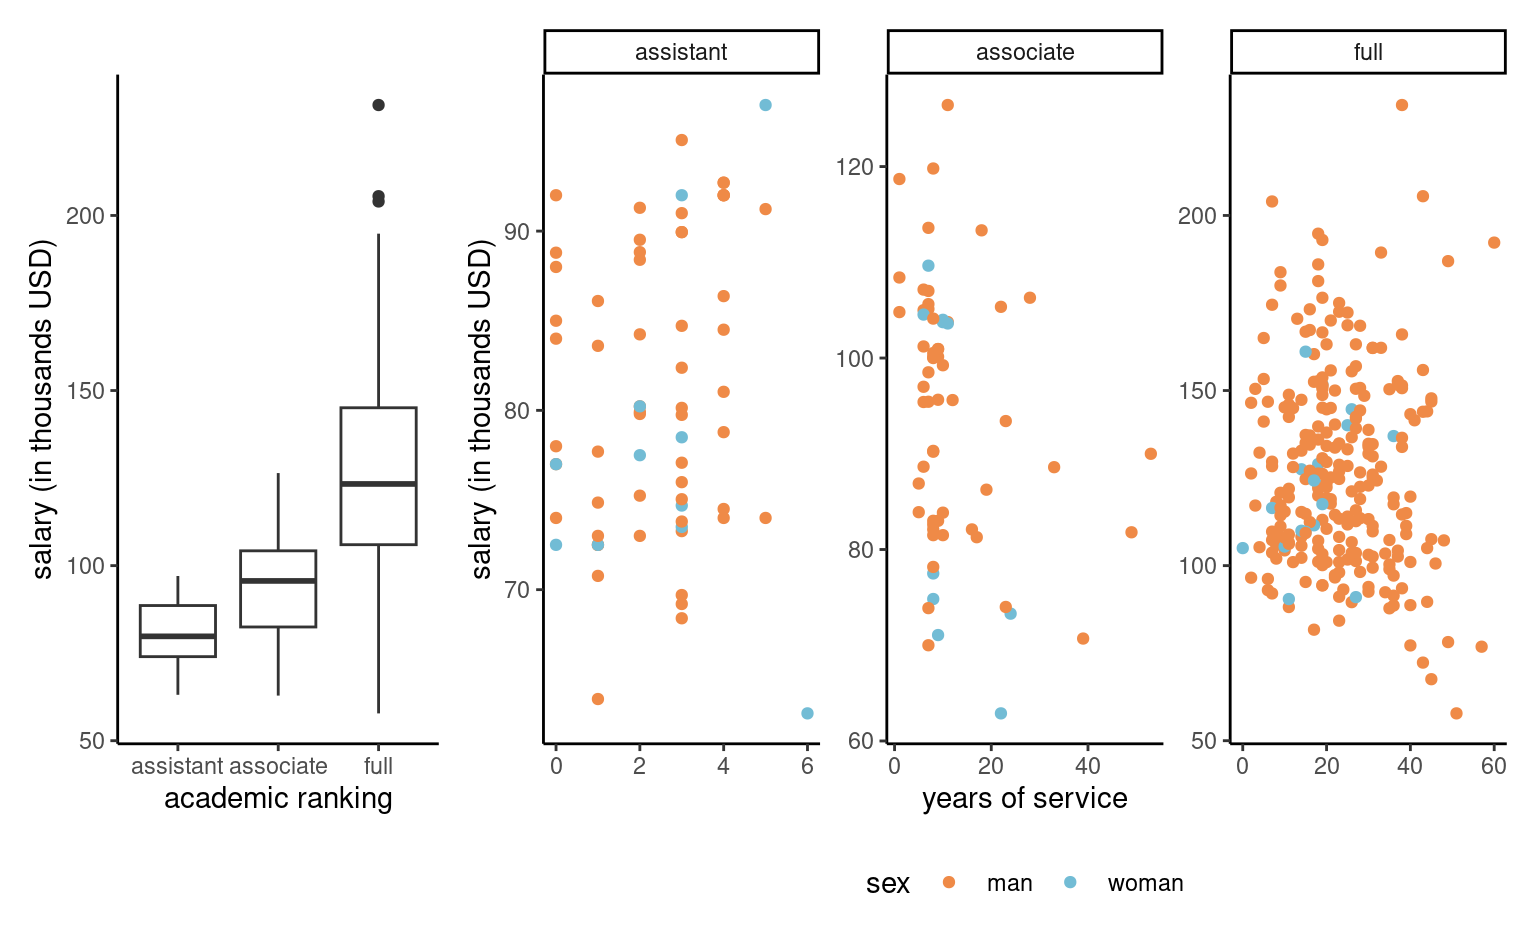 assistant
associate
full
salary (in thousands USD)
200
150
100
50
assistant associate full
academic ranking
salary (in thousands USD)
90
80
70
0 2 4 6
120
100
80
60
0 20 40
200
150
100
50
0 20 40 60
years of service
sex man woman